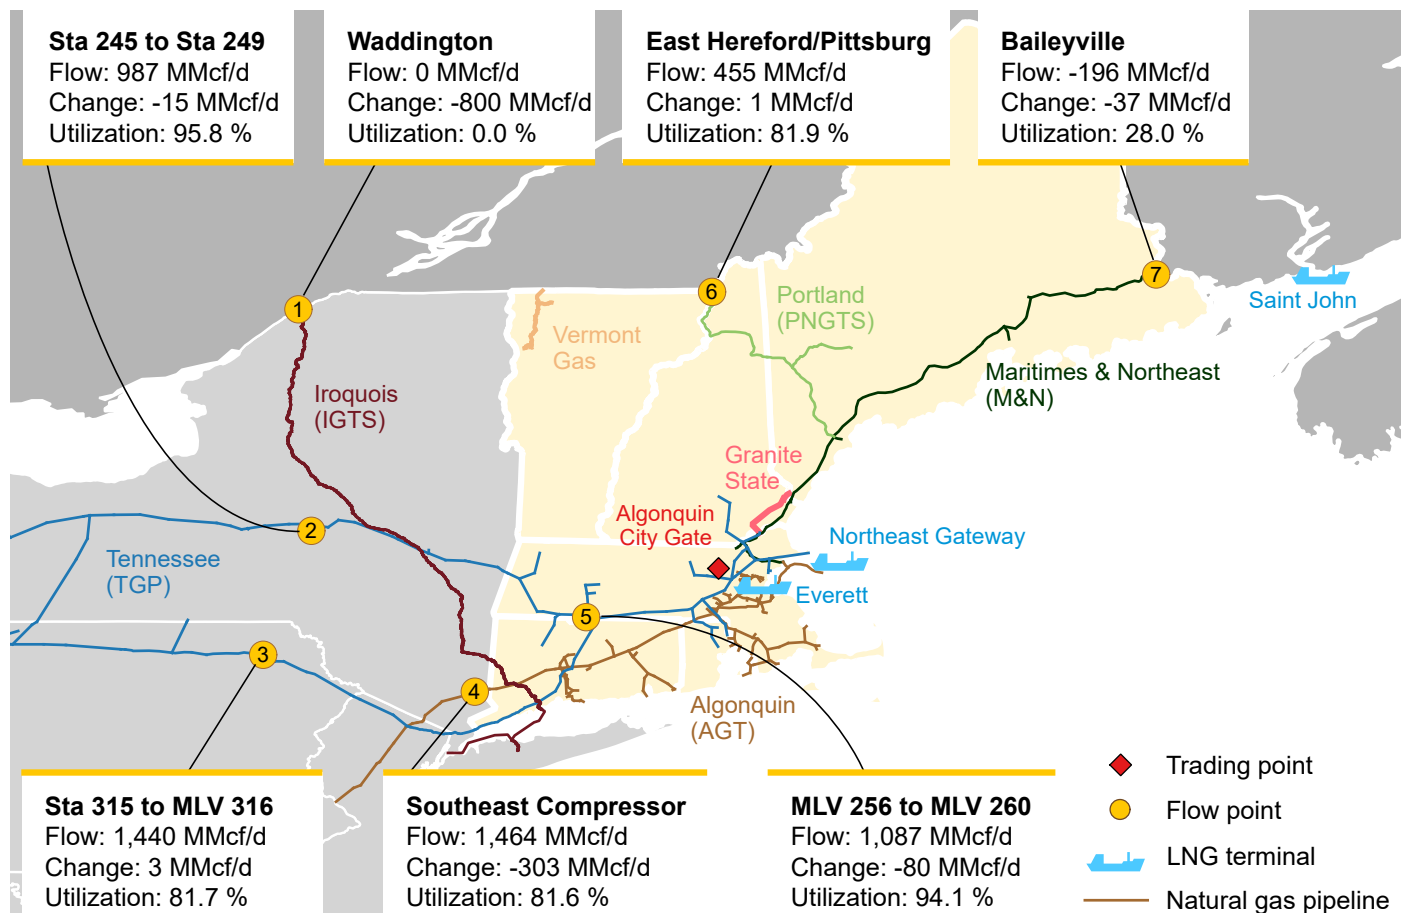 Sta 245 to Sta 249
Flow: 987 MMcf/d
Change: -15 MMcf/d
Utilization: 95.8 %
Waddington
Flow: 0 MMcf/d
Change: -800 MMcf/d
Utilization: 0.0 %
East Hereford/Pittsburg
Flow: 455 MMcf/d
Change: 1 MMcf/d
Utilization: 81.9 %
Baileyville
Flow: -196 MMcf/d
Change: -37 MMcf/d
Utilization: 28.0 %
1
6
7
Portland
(PNGTS)
Saint John
Vermont
Gas
Iroquois
(IGTS)
Maritimes & Northeast
(M&N)
Granite
State
Algonquin
City Gate
2
Northeast Gateway
Tennessee
(TGP)
Everett
5
3
4
Algonquin
(AGT)
Sta 315 to MLV 316
Flow: 1,440 MMcf/d
Change: 3 MMcf/d
Utilization: 81.7 %
Southeast Compressor
Flow: 1,464 MMcf/d
Change: -303 MMcf/d
Utilization: 81.6 %
MLV 256 to MLV 260
Flow: 1,087 MMcf/d
Change: -80 MMcf/d
Utilization: 94.1 %
Trading point
Flow point
LNG terminal
Natural gas pipeline